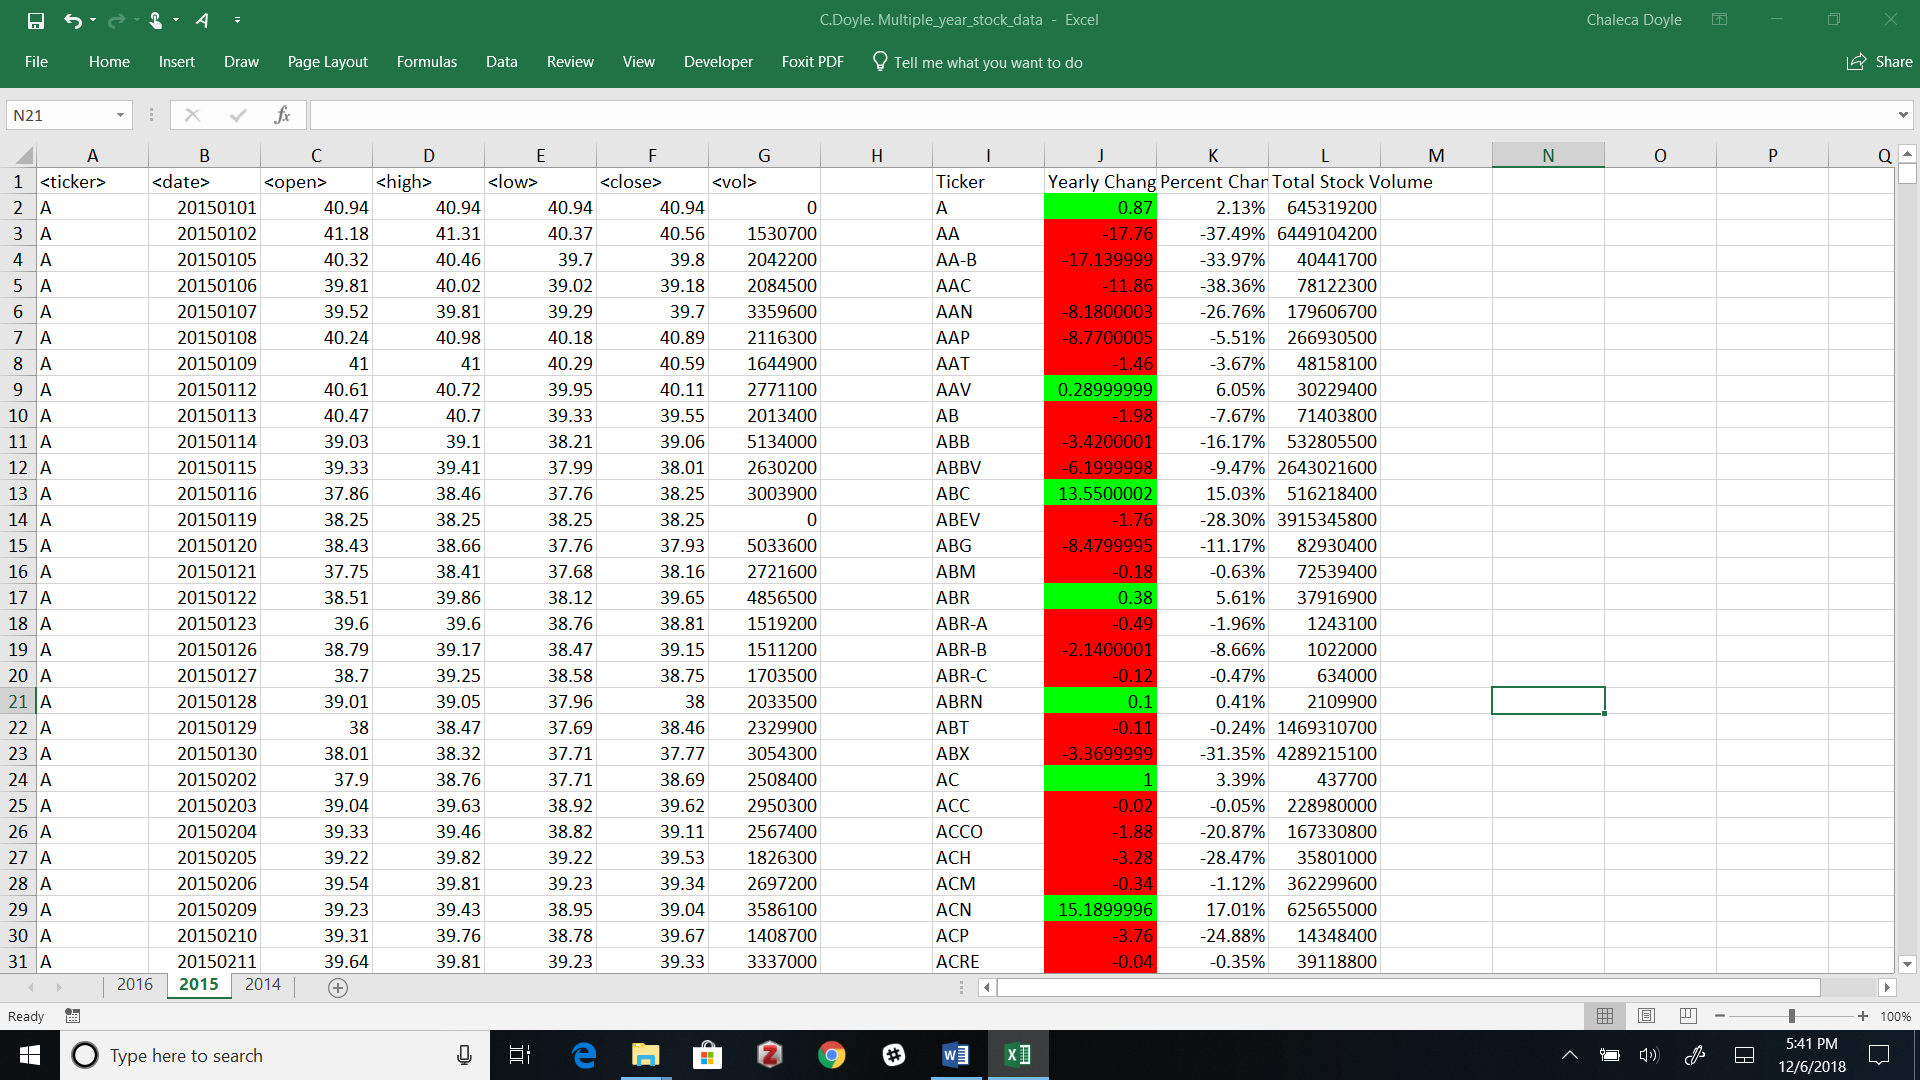 C.Doyle. Multiple_year_stock_data - Excel
Chaleca Doyle
File Home Insert Draw Page Layout Formulas Data Review View Developer Foxit PDF Tell me what you want to do Share
N21 fx
A B C D E F G H I J K L M N O P Q
1 <ticker> <date> <open> <high> <low> <close> <vol> Ticker Yearly Chang Percent Chan Total Stock Volume
2 A 20150101 40.94 40.94 40.94 40.94 0 A 0.87 2.13% 645319200
3 A 20150102 41.18 41.31 40.37 40.56 1530700 AA -17.76 -37.49% 6449104200
4 A 20150105 40.32 40.46 39.7 39.8 2042200 AA-B -17.139999 -33.97% 40441700
5 A 20150106 39.81 40.02 39.02 39.18 2084500 AAC -11.86 -38.36% 78122300
6 A 20150107 39.52 39.81 39.29 39.7 3359600 AAN -8.1800003 -26.76% 179606700
7 A 20150108 40.24 40.98 40.18 40.89 2116300 AAP -8.7700005 -5.51% 266930500
8 A 20150109 41 41 40.29 40.59 1644900 AAT -1.46 -3.67% 48158100
9 A 20150112 40.61 40.72 39.95 40.11 2771100 AAV 0.28999999 6.05% 30229400
10 A 20150113 40.47 40.7 39.33 39.55 2013400 AB -1.98 -7.67% 71403800
11 A 20150114 39.03 39.1 38.21 39.06 5134000 ABB -3.4200001 -16.17% 532805500
12 A 20150115 39.33 39.41 37.99 38.01 2630200 ABBV -6.1999998 -9.47% 2643021600
13 A 20150116 37.86 38.46 37.76 38.25 3003900 ABC 13.5500002 15.03% 516218400
14 A 20150119 38.25 38.25 38.25 38.25 0 ABEV -1.76 -28.30% 3915345800
15 A 20150120 38.43 38.66 37.76 37.93 5033600 ABG -8.4799995 -11.17% 82930400
16 A 20150121 37.75 38.41 37.68 38.16 2721600 ABM -0.18 -0.63% 72539400
17 A 20150122 38.51 39.86 38.12 39.65 4856500 ABR 0.38 5.61% 37916900
18 A 20150123 39.6 39.6 38.76 38.81 1519200 ABR-A -0.49 -1.96% 1243100
19 A 20150126 38.79 39.17 38.47 39.15 1511200 ABR-B -2.1400001 -8.66% 1022000
20 A 20150127 38.7 39.25 38.58 38.75 1703500 ABR-C -0.12 -0.47% 634000
21 A 20150128 39.01 39.05 37.96 38 2033500 ABRN 0.1 0.41% 2109900
22 A 20150129 38 38.47 37.69 38.46 2329900 ABT -0.11 -0.24% 1469310700
23 A 20150130 38.01 38.32 37.71 37.77 3054300 ABX -3.3699999 -31.35% 4289215100
24 A 20150202 37.9 38.76 37.71 38.69 2508400 AC 1 3.39% 437700
25 A 20150203 39.04 39.63 38.92 39.62 2950300 ACC -0.02 -0.05% 228980000
26 A 20150204 39.33 39.46 38.82 39.11 2567400 ACCO -1.88 -20.87% 167330800
27 A 20150205 39.22 39.82 39.22 39.53 1826300 ACH -3.28 -28.47% 35801000
28 A 20150206 39.54 39.81 39.23 39.34 2697200 ACM -0.34 -1.12% 362299600
29 A 20150209 39.23 39.43 38.95 39.04 3586100 ACN 15.1899996 17.01% 625655000
30 A 20150210 39.31 39.76 38.78 39.67 1408700 ACP -3.76 -24.88% 14348400
31 A 20150211 39.64 39.81 39.23 39.33 3337000 ACRE -0.04 -0.35% 39118800
2016 2015 2014
Ready 100%
Type here to search
5:41 PM
12/6/2018